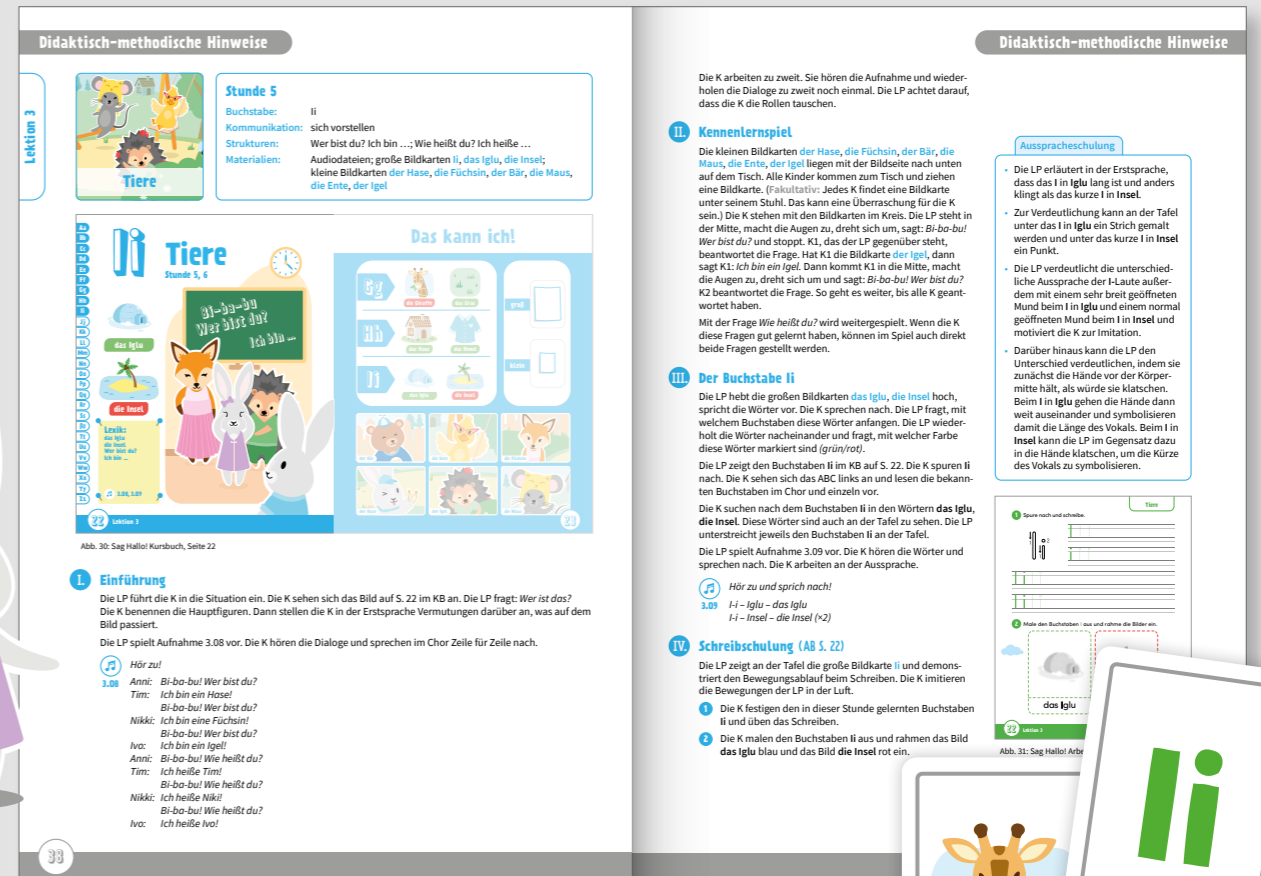 Didaktisch-methodische Hinweise
Lektion 3
Tiere
Stunde 5
Buchstabe: Ii
Kommunikation: sich vorstellen
Strukturen: Wer bist du? Ich bin …; Wie heißt du? Ich heiße …
Materialien: Audiodateien; große Bildkarten Ii, das Iglu, die Insel;
kleine Bildkarten der Hase, die Füchsin, der Bär, die Maus,
die Ente, der Igel
Ii Tiere
Stunde 5, 6
Bi-ba-bu
Wer bist du?
Ich bin ...
das Iglu
die Insel
Lexik:
das Iglu
die Insel
Wer bist du?
Ich bin ...
3.08, 3.09
22 Lektion 3
Das kann ich!
Gg
die Giraffe
das Gras
Hh
das Haus
das Hemd
Ii
das Iglu
die Insel
groß
klein
23
Abb. 30: Sag Hallo! Kursbuch, Seite 22
I. Einführung
Die LP führt die K in die Situation ein. Die K sehen sich das Bild auf S. 22 im KB an. Die LP fragt: Wer ist das?
Die K benennen die Hauptfiguren. Dann stellen die K in der Erstsprache Vermutungen darüber an, was auf dem
Bild passiert.
Die LP spielt Aufnahme 3.08 vor. Die K hören die Dialoge und sprechen im Chor Zeile für Zeile nach.
Hör zu!
3.08
Anni: Bi-ba-bu! Wer bist du?
Tim: Ich bin ein Hase!
Bi-ba-bu! Wer bist du?
Nikki: Ich bin eine Füchsin!
Bi-ba-bu! Wer bist du?
Ivo: Ich bin ein Igel!
Anni: Bi-ba-bu! Wie heißt du?
Tim: Ich heiße Tim!
Bi-ba-bu! Wie heißt du?
Nikki: Ich heiße Niki!
Bi-ba-bu! Wie heißt du?
Ivo: Ich heiße Ivo!
38
Didaktisch-methodische Hinweise
Die K arbeiten zu zweit. Sie hören die Aufnahme und wieder-
holen die Dialoge zu zweit noch einmal. Die LP achtet darauf,
dass die K die Rollen tauschen.
II. Kennenlernspiel
Die kleinen Bildkarten der Hase, die Füchsin, der Bär, die
Maus, die Ente, der Igel liegen mit der Bildseite nach unten
auf dem Tisch. Alle Kinder kommen zum Tisch und ziehen
eine Bildkarte. (Fakultativ: Jedes K findet eine Bildkarte
unter seinem Stuhl. Das kann eine Überraschung für die K
sein.) Die K stehen mit den Bildkarten im Kreis. Die LP steht in
der Mitte, macht die Augen zu, dreht sich um, sagt: Bi-ba-bu!
Wer bist du? und stoppt. K1, das der LP gegenüber steht,
beantwortet die Frage. Hat K1 die Bildkarte der Igel, dann
sagt K1: Ich bin ein Igel. Dann kommt K1 in die Mitte, macht
die Augen zu, dreht sich um und sagt: Bi-ba-bu! Wer bist du?
K2 beantwortet die Frage. So geht es weiter, bis alle K geant-
wortet haben.
Mit der Frage Wie heißt du? wird weitergespielt. Wenn die K
diese Fragen gut gelernt haben, können im Spiel auch direkt
beide Fragen gestellt werden.
III. Der Buchstabe Ii
Die LP hebt die großen Bildkarten das Iglu, die Insel hoch,
spricht die Wörter vor. Die K sprechen nach. Die LP fragt, mit
welchem Buchstaben diese Wörter anfangen. Die LP wieder-
holt die Wörter nacheinander und fragt, mit welcher Farbe
diese Wörter markiert sind (grün/rot).
Die LP zeigt den Buchstaben Ii im KB auf S. 22. Die K spuren Ii
nach. Die K sehen sich das ABC links an und lesen die bekann-
ten Buchstaben im Chor und einzeln vor.
Die K suchen nach dem Buchstaben Ii in den Wörtern das Iglu,
die Insel. Diese Wörter sind auch an der Tafel zu sehen. Die LP
unterstreicht jeweils den Buchstaben Ii an der Tafel.
Die LP spielt Aufnahme 3.09 vor. Die K hören die Wörter und
sprechen nach. Die K arbeiten an der Aussprache.
Hör zu und sprich nach!
3.09
I-i – Iglu – das Iglu
I-i – Insel – die Insel (×2)
IV. Schreibschulung (AB S. 22)
Die LP zeigt an der Tafel die große Bildkarte Ii und demons-
triert den Bewegungsablauf beim Schreiben. Die K imitieren
die Bewegungen der LP in der Luft.
1 Die K festigen den in dieser Stunde gelernten Buchstaben
Ii und üben das Schreiben.
2 Die K malen den Buchstaben Ii aus und rahmen das Bild
das Iglu blau und das Bild die Insel rot ein.
Ausspracheschulung
• Die LP erläutert in der Erstsprache,
dass das I in Iglu lang ist und anders
klingt als das kurze I in Insel.
• Zur Verdeutlichung kann an der Tafel
unter das I in Iglu ein Strich gemalt
werden und unter das kurze I in Insel
ein Punkt.
• Die LP verdeutlicht die unterschied-
liche Aussprache der I-Laute außer-
dem mit einem sehr breit geöffneten
Mund beim I in Iglu und einem normal
geöffneten Mund beim I in Insel und
motiviert die K zur Imitation.
• Darüber hinaus kann die LP den
Unterschied verdeutlichen, indem sie
zunächst die Hände vor der Körper-
mitte hält, als würde sie klatschen.
Beim I in Iglu gehen die Hände dann
weit auseinander und symbolisieren
damit die Länge des Vokals. Beim I in
Insel kann die LP im Gegensatz dazu
in die Hände klatschen, um die Kürze
des Vokals zu symbolisieren.
Tiere
1 Spure nach und schreibe.
2 Male den Buchstaben I aus und rahme die Bilder ein.
das Iglu
22 Lektion 3
Abb. 31: Sag Hallo!
Ii